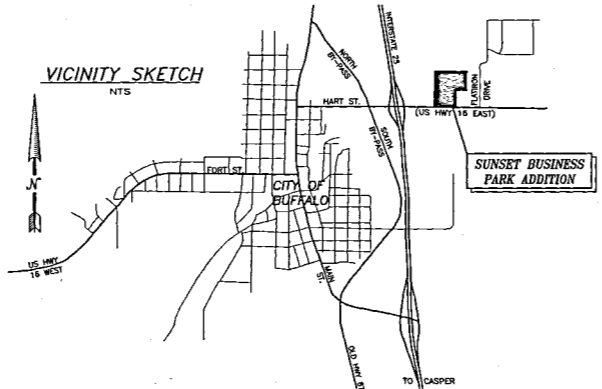 VICINITY SKETCH
NTS
N
NORTH
BY-PASS
INTERSTATE 25
HART ST.
(US HWY 16 EAST)
FLATIRON
DRIVE
SOUTH
BY-PASS
SUNSET BUSINESS
PARK ADDITION
FORT ST.
CITY OF
BUFFALO
US HWY
16 WEST
MAIN
ST.
OLD HWY 87
TO CASPER